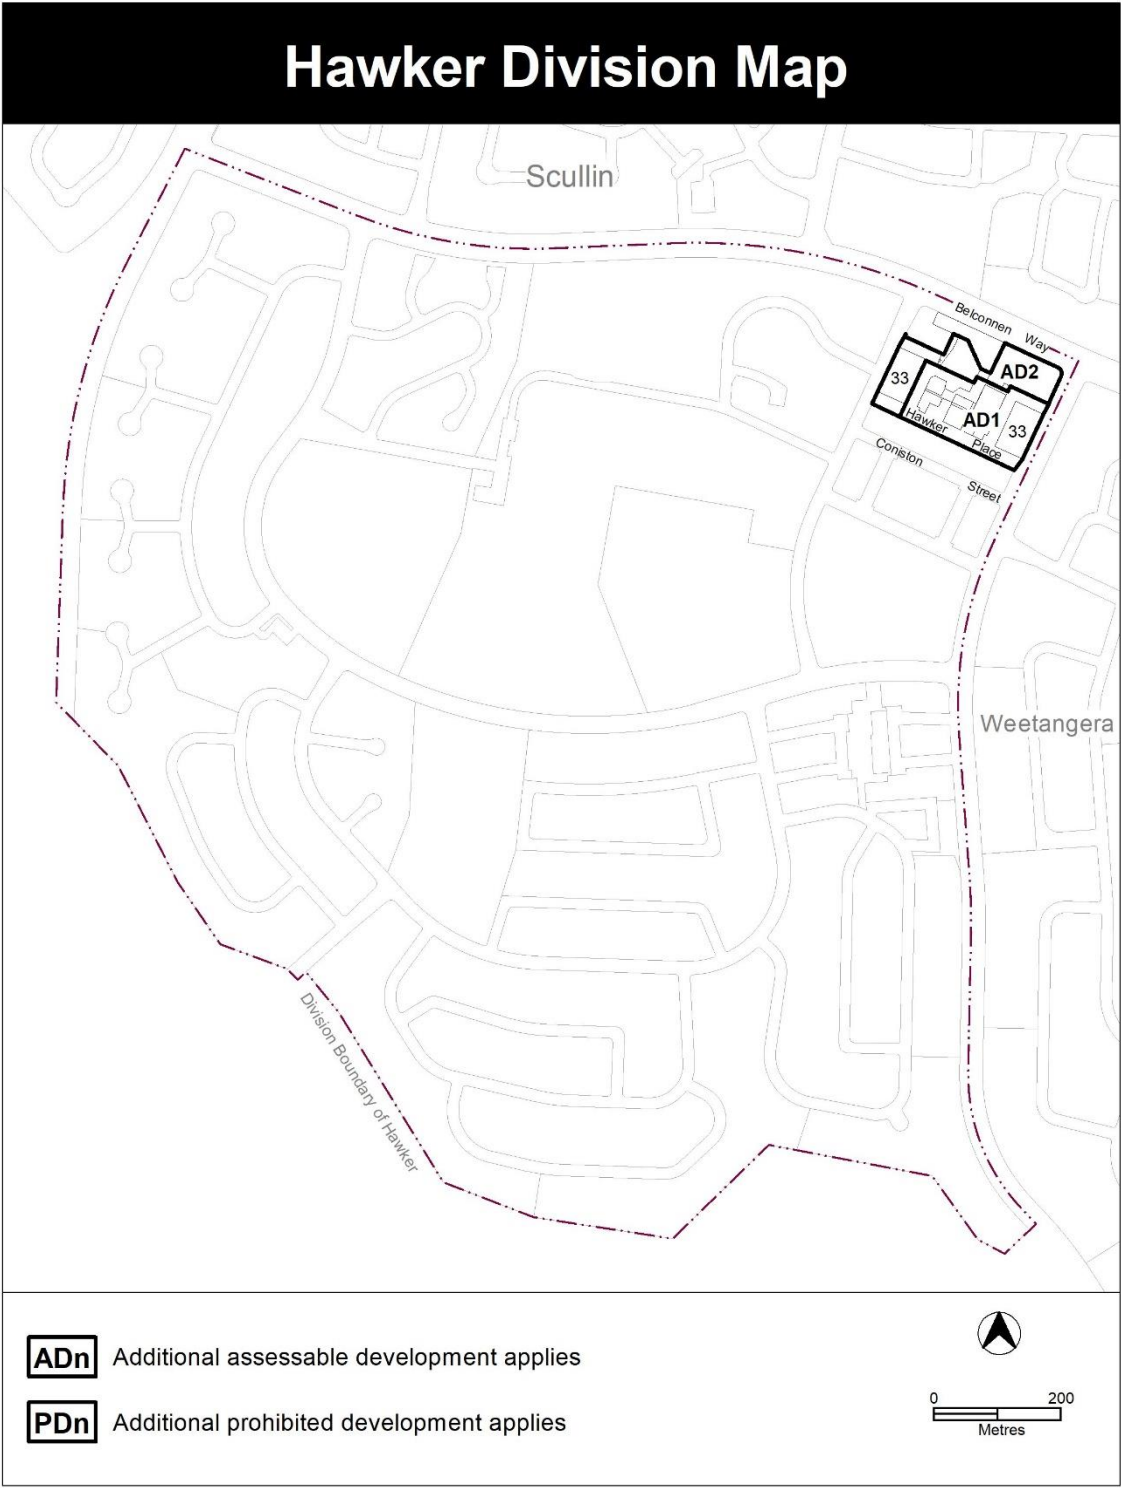 Hawker Division Map
Scullin
Belconnen Way
33
AD2
AD1
33
Hawker Place
Coniston Street
Weetangera
Division Boundary of Hawker
ADn Additional assessable development applies
PDn Additional prohibited development applies
0 200
Metres